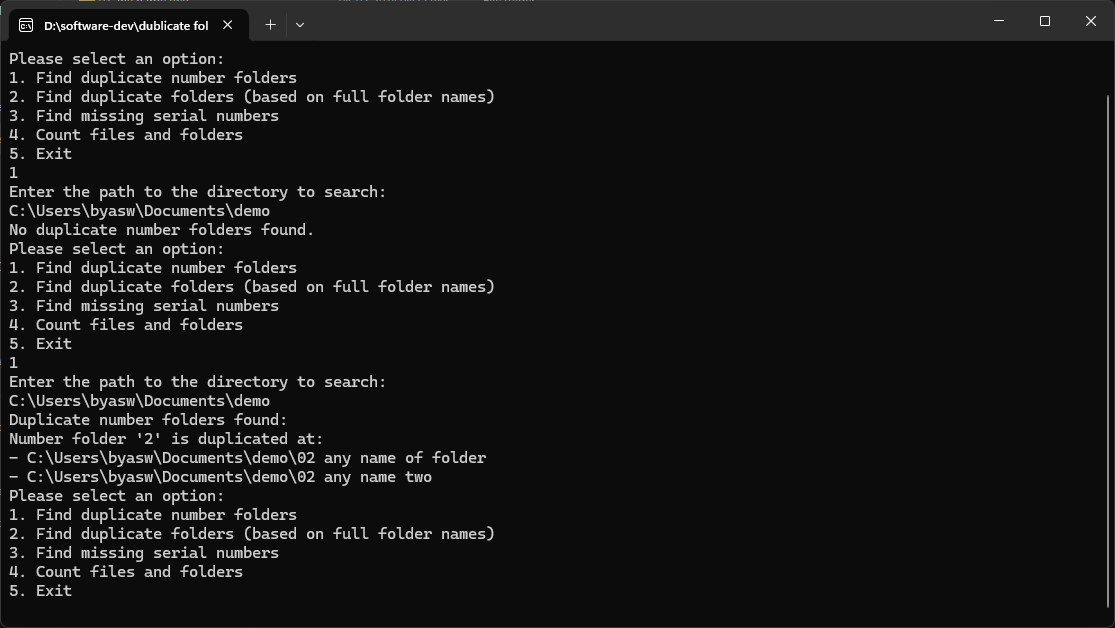 D:\software-dev\dublicate fol
Please select an option:
1. Find duplicate number folders
2. Find duplicate folders (based on full folder names)
3. Find missing serial numbers
4. Count files and folders
5. Exit
1
Enter the path to the directory to search:
C:\Users\byasw\Documents\demo
No duplicate number folders found.
Please select an option:
1. Find duplicate number folders
2. Find duplicate folders (based on full folder names)
3. Find missing serial numbers
4. Count files and folders
5. Exit
1
Enter the path to the directory to search:
C:\Users\byasw\Documents\demo
Duplicate number folders found:
Number folder '2' is duplicated at:
- C:\Users\byasw\Documents\demo\02 any name of folder
- C:\Users\byasw\Documents\demo\02 any name two
Please select an option:
1. Find duplicate number folders
2. Find duplicate folders (based on full folder names)
3. Find missing serial numbers
4. Count files and folders
5. Exit